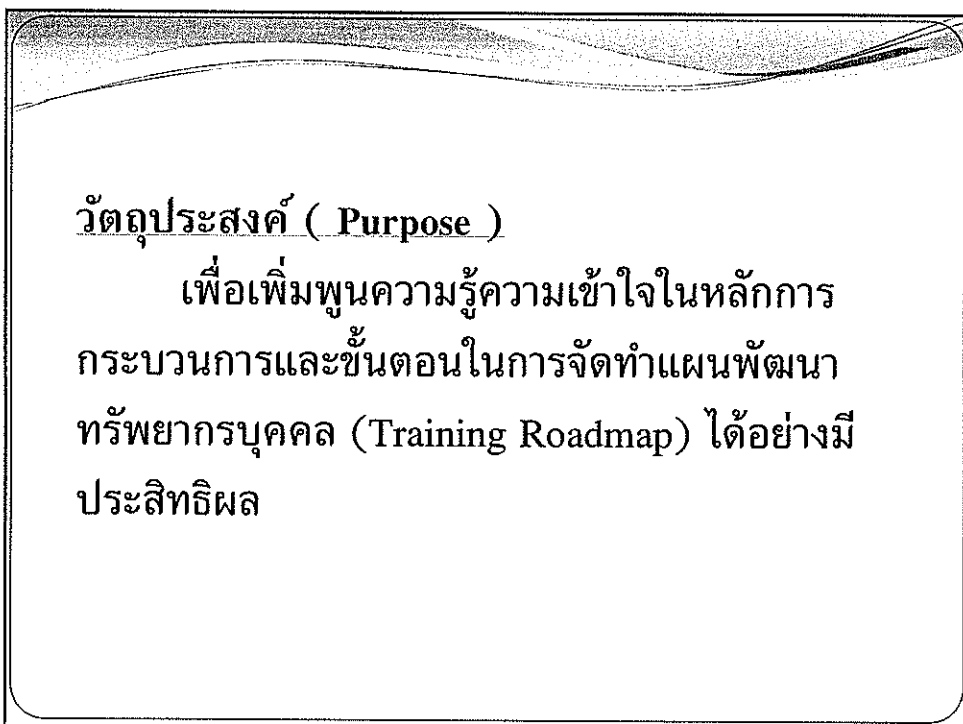 วัตถุประสงค์ ( Purpose )
เพื่อเพิ่มพูนความรู้ความเข้าใจในหลักการ
กระบวนการและขั้นตอนในการจัดทำแผนพัฒนา
ทรัพยากรบุคคล (Training Roadmap) ได้อย่างมี
ประสิทธิผล